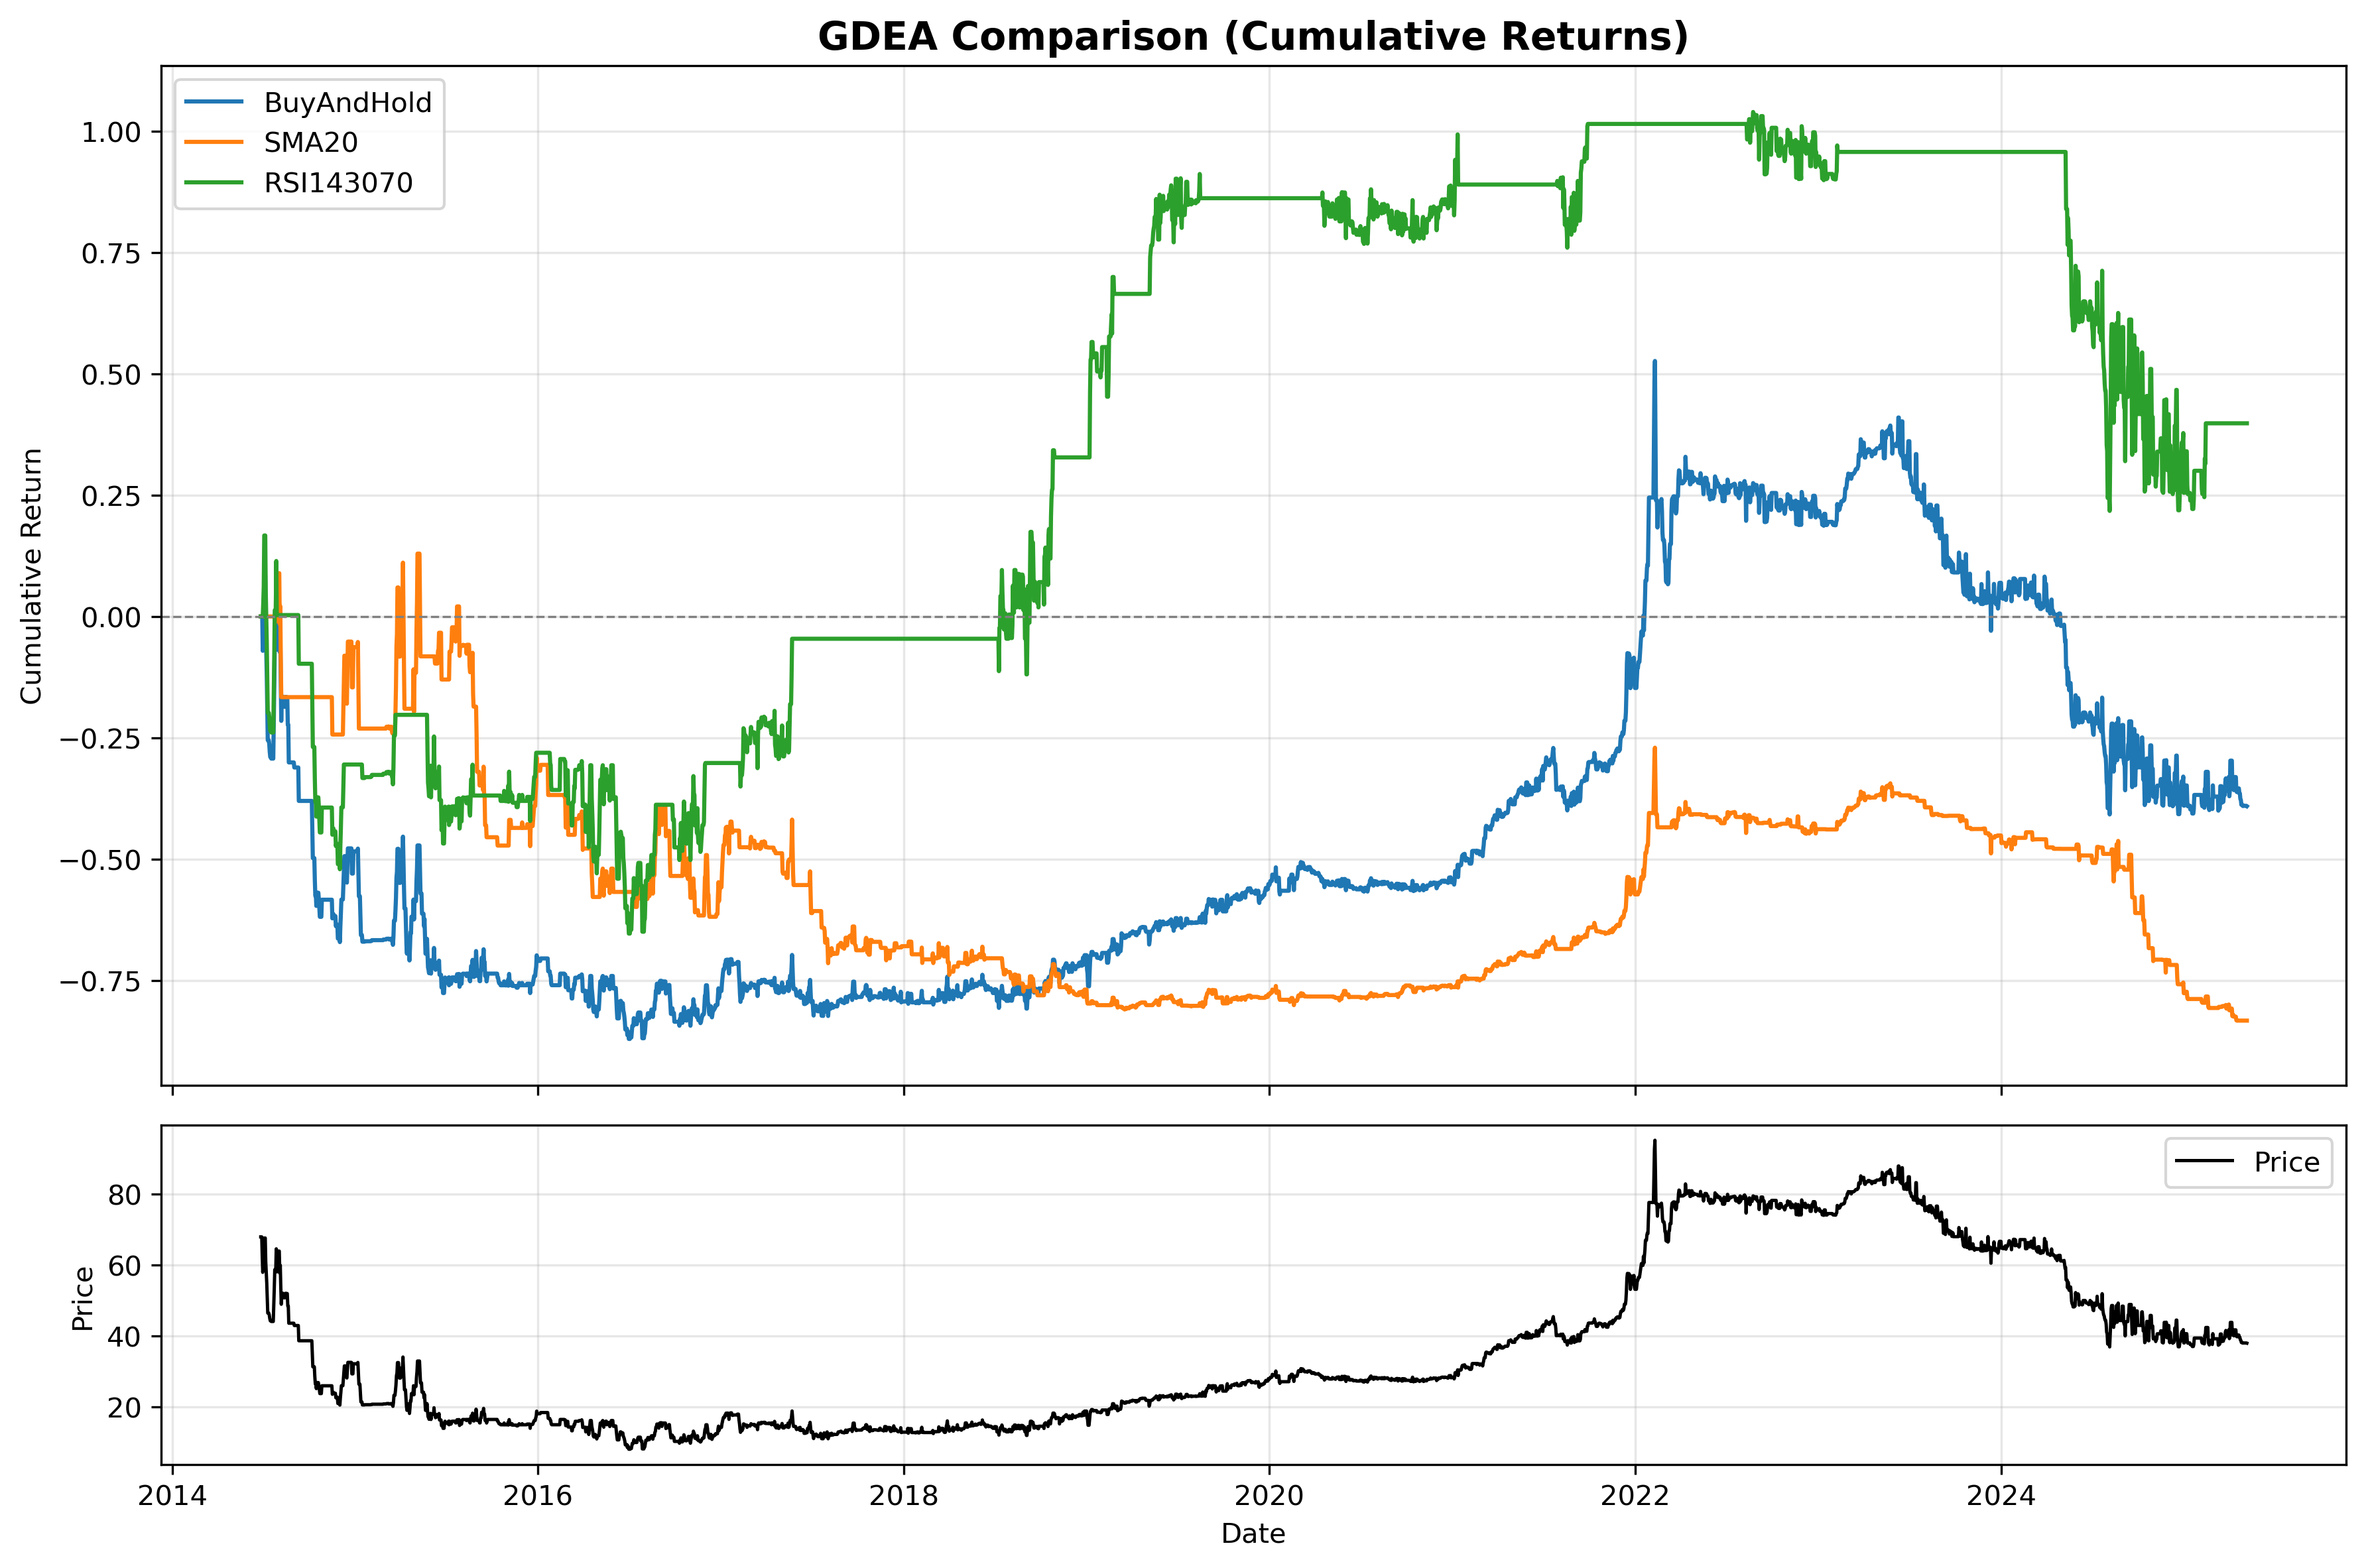 GDEA Comparison (Cumulative Returns)
BuyAndHold
SMA20
RSI143070
Cumulative Return
1.00
0.75
0.50
0.25
0.00
−0.25
−0.50
−0.75
Price
Price
80
60
40
20
2014
2016
2018
2020
2022
2024
Date